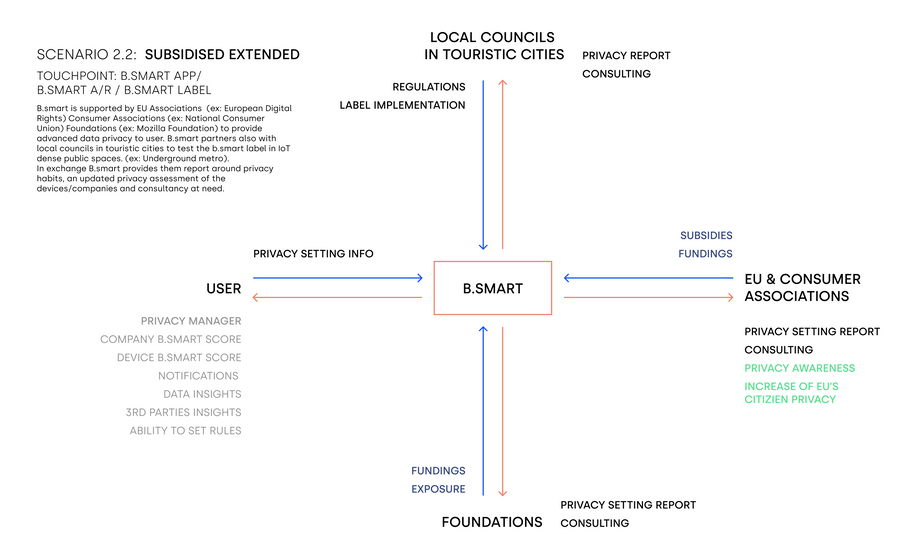 SCENARIO 2.2: SUBSIDISED EXTENDED
TOUCHPOINT: B.SMART APP/
B.SMART A/R / B.SMART LABEL
B.smart is supported by EU Associations (ex: European Digital
Rights) Consumer Associations (ex: National Consumer
Union) Foundations (ex: Mozilla Foundation) to provide
advanced data privacy to user. B.smart partners also with
local councils in touristic cities to test the b.smart label in IoT
dense public spaces. (ex: Underground metro).
In exchange B.smart provides them report around privacy
habits, an updated privacy assessment of the
devices/companies and consultancy at need.
LOCAL COUNCILS
IN TOURISTIC CITIES
PRIVACY REPORT
CONSULTING
REGULATIONS
LABEL IMPLEMENTATION
PRIVACY SETTING INFO
USER
PRIVACY MANAGER
COMPANY B.SMART SCORE
DEVICE B.SMART SCORE
NOTIFICATIONS
DATA INSIGHTS
3RD PARTIES INSIGHTS
ABILITY TO SET RULES
B.SMART
SUBSIDIES
FUNDINGS
EU & CONSUMER
ASSOCIATIONS
PRIVACY SETTING REPORT
CONSULTING
PRIVACY AWARENESS
INCREASE OF EU'S
CITIZIEN PRIVACY
FUNDINGS
EXPOSURE
FOUNDATIONS
PRIVACY SETTING REPORT
CONSULTING